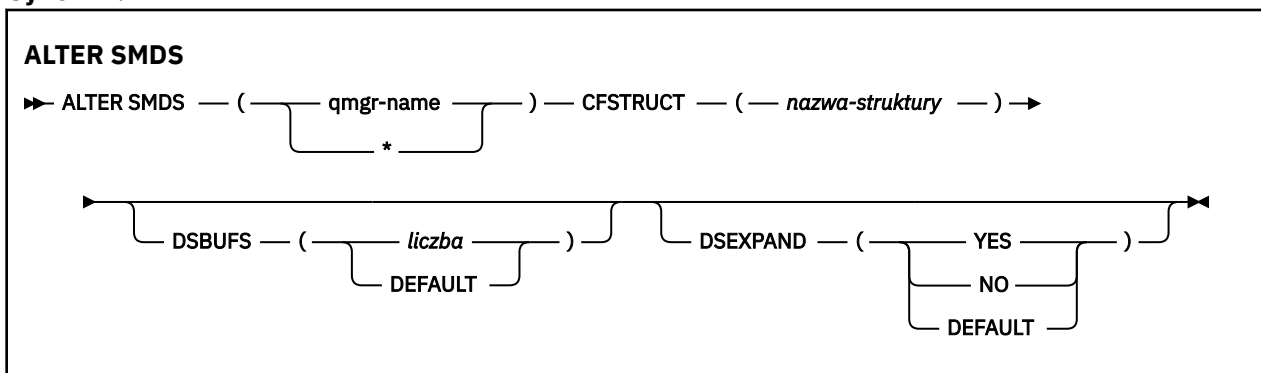 ALTER SMDS
ALTER SMDS ( qmgr-name ) CFSTRUCT ( nazwa-struktury )
*
DSBUFS ( liczba ) DSEXPAND ( YES )
DEFAULT NO
DEFAULT